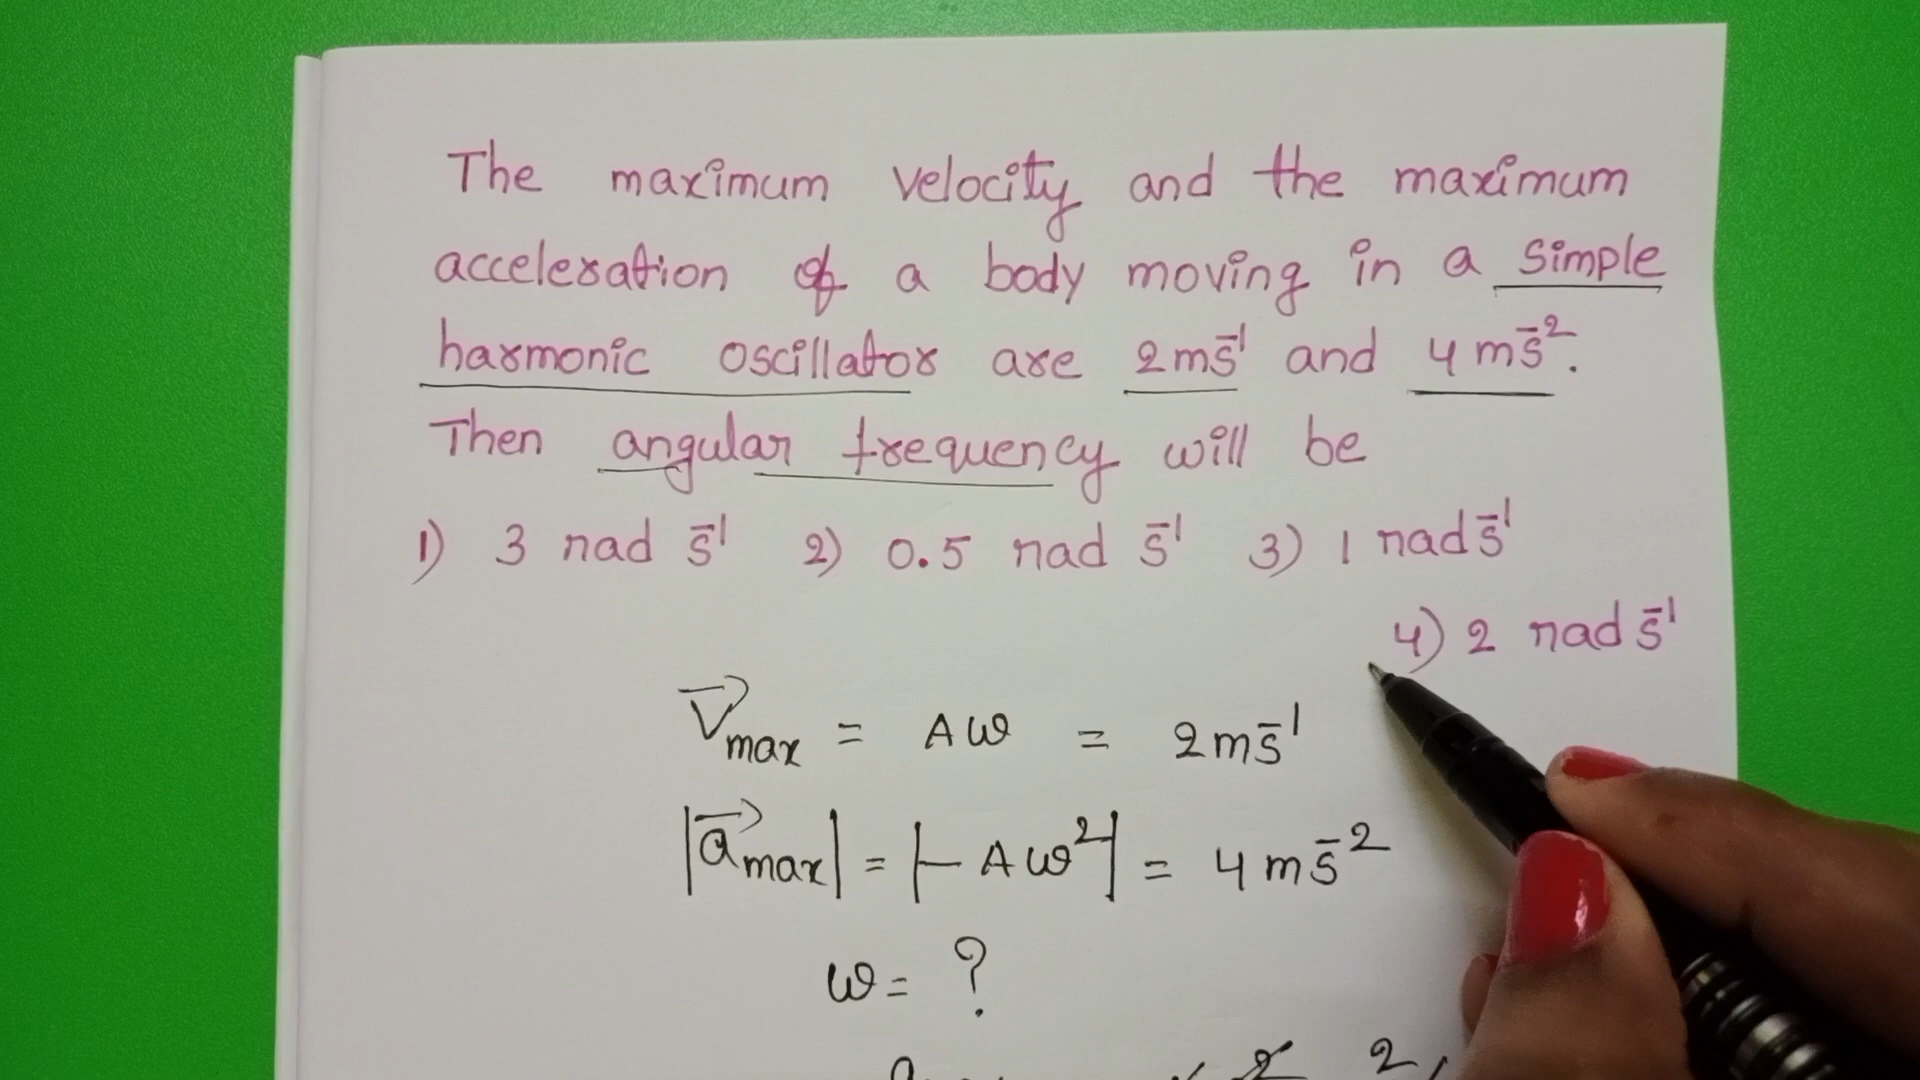 The maximum velocity and the maximum
acceleration of a body moving in a simple
harmonic oscillator are 2ms⁻¹ and 4ms⁻².
Then angular frequency will be
1) 3 rad s⁻¹ 2) 0.5 rad s⁻¹ 3) 1 rad s⁻¹
4) 2 rad s⁻¹
V⃗max = Aω = 2ms⁻¹
|a⃗max| = |-Aω²| = 4ms⁻²
ω = ?